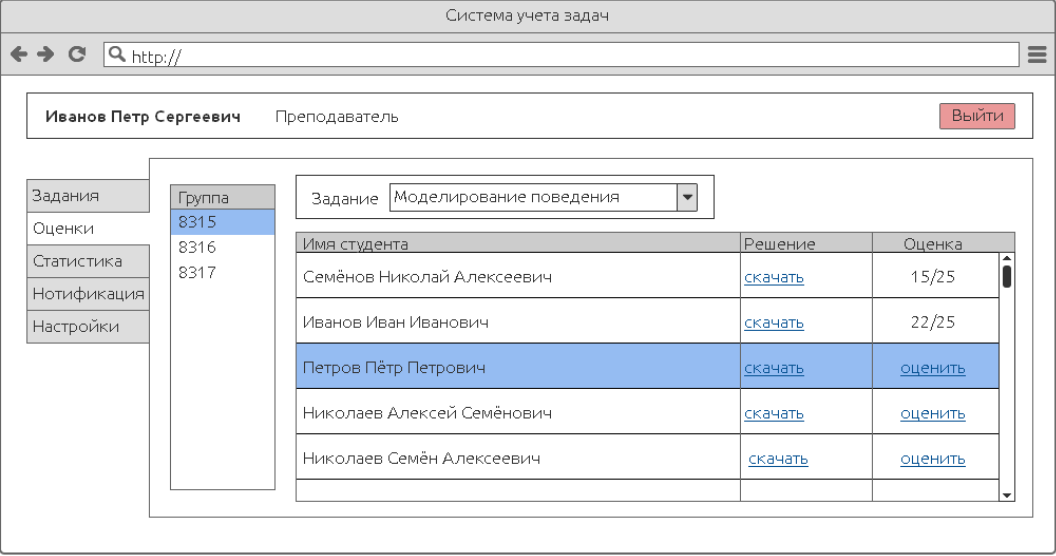 Система учета задач
http://
Иванов Петр Сергеевич Преподаватель Выйти
Задания
Оценки
Статистика
Нотификация
Настройки
Группа
8315
8316
8317
Задание Моделирование поведения
Имя студента Решение Оценка
Семёнов Николай Алексеевич скачать 15/25
Иванов Иван Иванович скачать 22/25
Петров Пётр Петрович скачать оценить
Николаев Алексей Семёнович скачать оценить
Николаев Семён Алексеевич скачать оценить